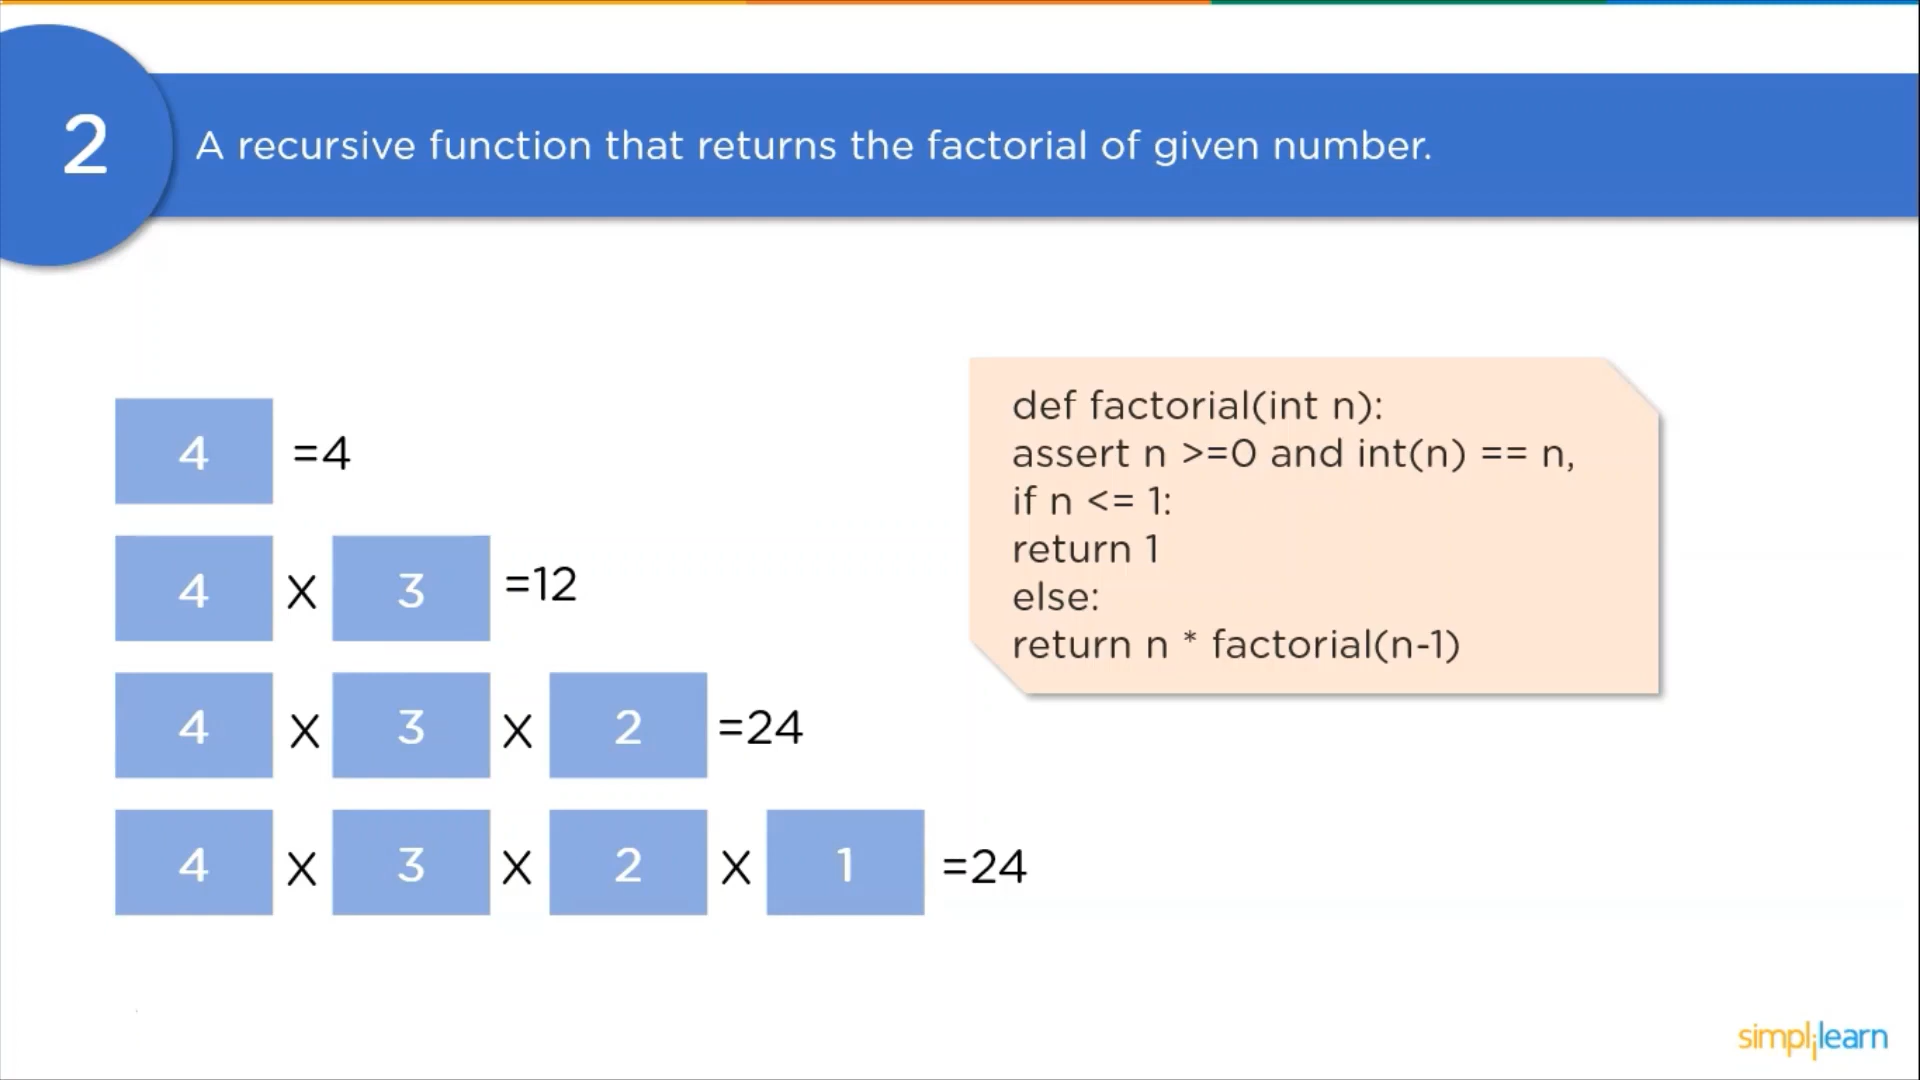 2
A recursive function that returns the factorial of given number.
4 =4
4 X 3 =12
4 X 3 X 2 =24
4 X 3 X 2 X 1 =24
def factorial(int n):
assert n >=0 and int(n) == n,
if n <= 1:
return 1
else:
return n * factorial(n-1)
simplilearn